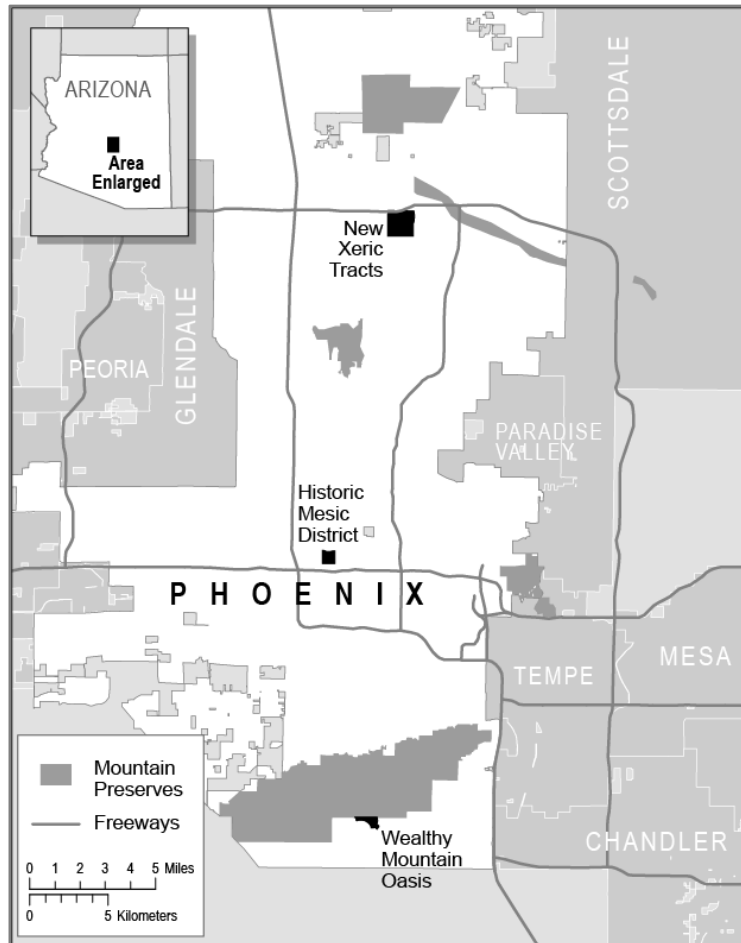 ARIZONA
Area
Enlarged
SCOTTSDALE
New
Xeric
Tracts
GLENDALE
PEORIA
PARADISE
VALLEY
Historic
Mesic
District
PHOENIX
TEMPE
MESA
Mountain
Preserves
Freeways
0 1 2 3 4 5 Miles
0 5 Kilometers
Wealthy
Mountain
Oasis
CHANDLER